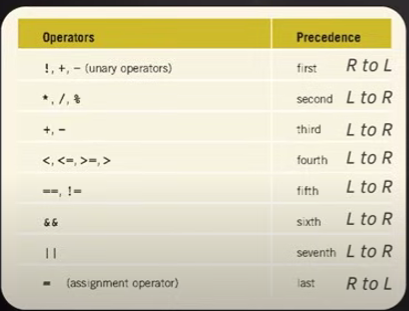 Operators Precedence
!, +, - (unary operators) first R to L
*, /, % second L to R
+, - third L to R
<, <=, >=, > fourth L to R
==, != fifth L to R
&& sixth L to R
|| seventh L to R
= (assignment operator) last R to L